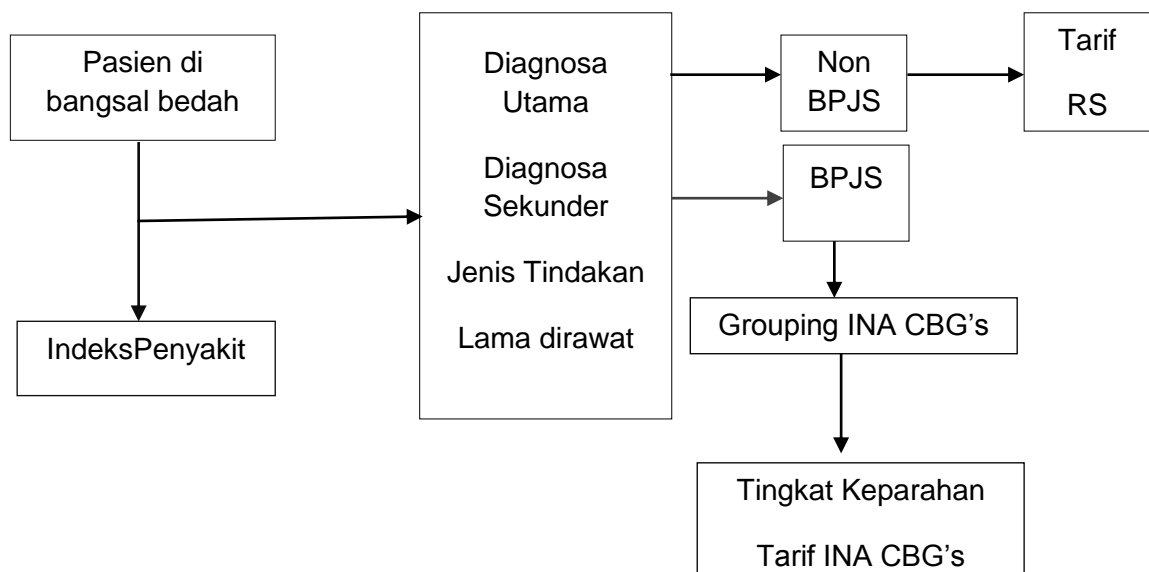 Pasien di
bangsal bedah
IndeksPenyakit
Diagnosa
Utama
Diagnosa
Sekunder
Jenis Tindakan
Lama dirawat
Non
BPJS
Tarif
RS
BPJS
Grouping INA CBG’s
Tingkat Keparahan
Tarif INA CBG’s